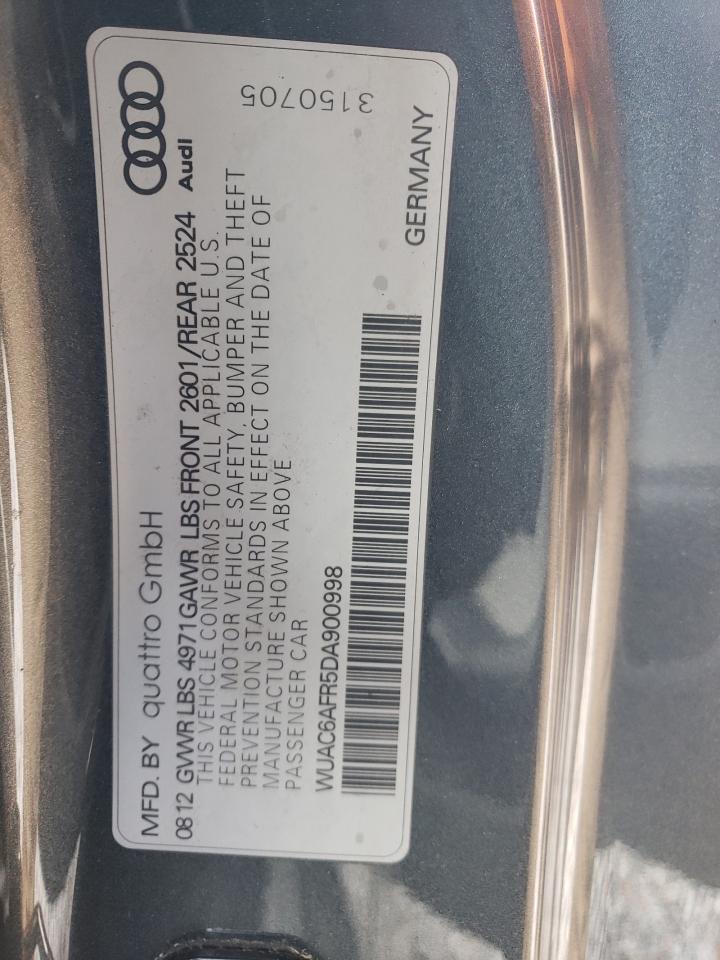 MFD. BY quattro GmbH
0812 GVWR LBS 4971 GAWR LBS FRONT 2601/REAR 2524
Audi
THIS VEHICLE CONFORMS TO ALL APPLICABLE U.S.
FEDERAL MOTOR VEHICLE SAFETY, BUMPER AND THEFT
PREVENTION STANDARDS IN EFFECT ON THE DATE OF
MANUFACTURE SHOWN ABOVE
PASSENGER CAR
WUAC6AFR5DA900998
GERMANY
3150705